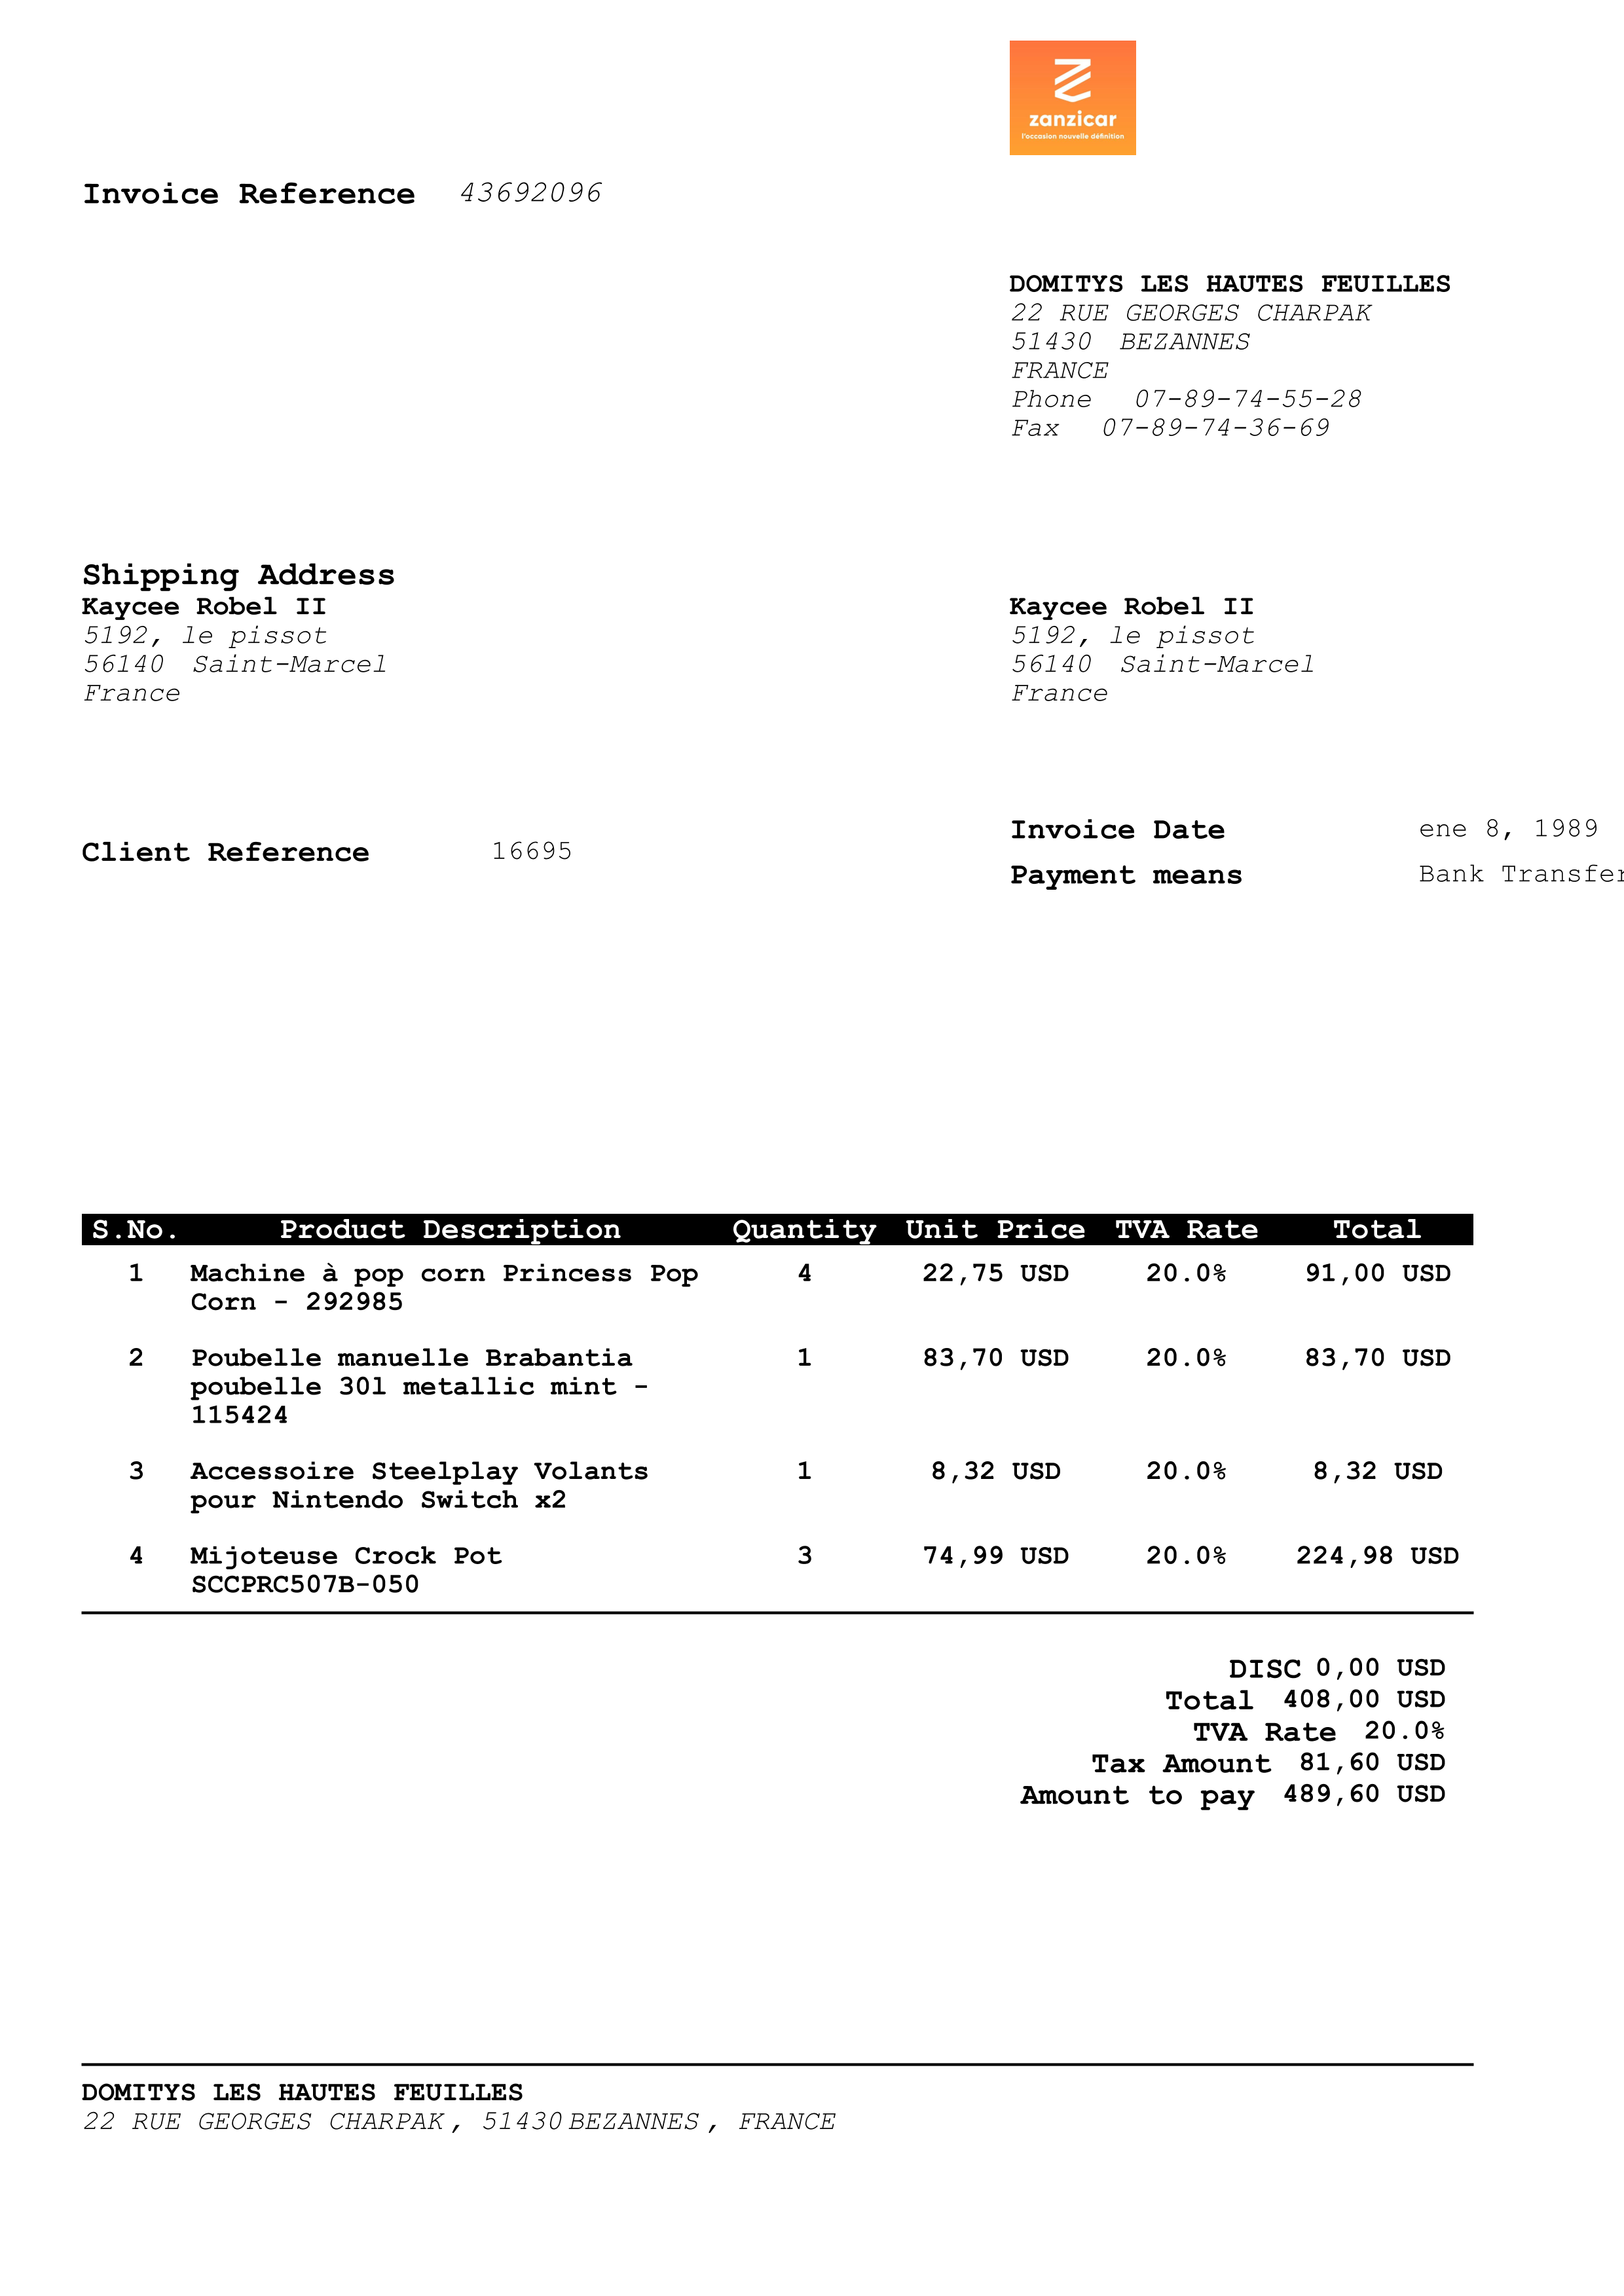 zanzicar
l'occasion nouvelle définition
Invoice Reference 43692096
DOMITYS LES HAUTES FEUILLES
22 RUE GEORGES CHARPAK
51430 BEZANNES
FRANCE
Phone 07-89-74-55-28
Fax 07-89-74-36-69
Shipping Address
Kaycee Robel II
5192, le pissot
56140 Saint-Marcel
France
Kaycee Robel II
5192, le pissot
56140 Saint-Marcel
France
Client Reference 16695
Invoice Date ene 8, 1989
Payment means Bank Transfer
S.No. Product Description Quantity Unit Price TVA Rate Total
1 Machine à pop corn Princess Pop 4 22,75 USD 20.0% 91,00 USD
Corn - 292985
2 Poubelle manuelle Brabantia 1 83,70 USD 20.0% 83,70 USD
poubelle 30l metallic mint -
115424
3 Accessoire Steelplay Volants 1 8,32 USD 20.0% 8,32 USD
pour Nintendo Switch x2
4 Mijoteuse Crock Pot 3 74,99 USD 20.0% 224,98 USD
SCCPRC507B-050
DISC 0,00 USD
Total 408,00 USD
TVA Rate 20.0%
Tax Amount 81,60 USD
Amount to pay 489,60 USD
DOMITYS LES HAUTES FEUILLES
22 RUE GEORGES CHARPAK, 51430 BEZANNES, FRANCE